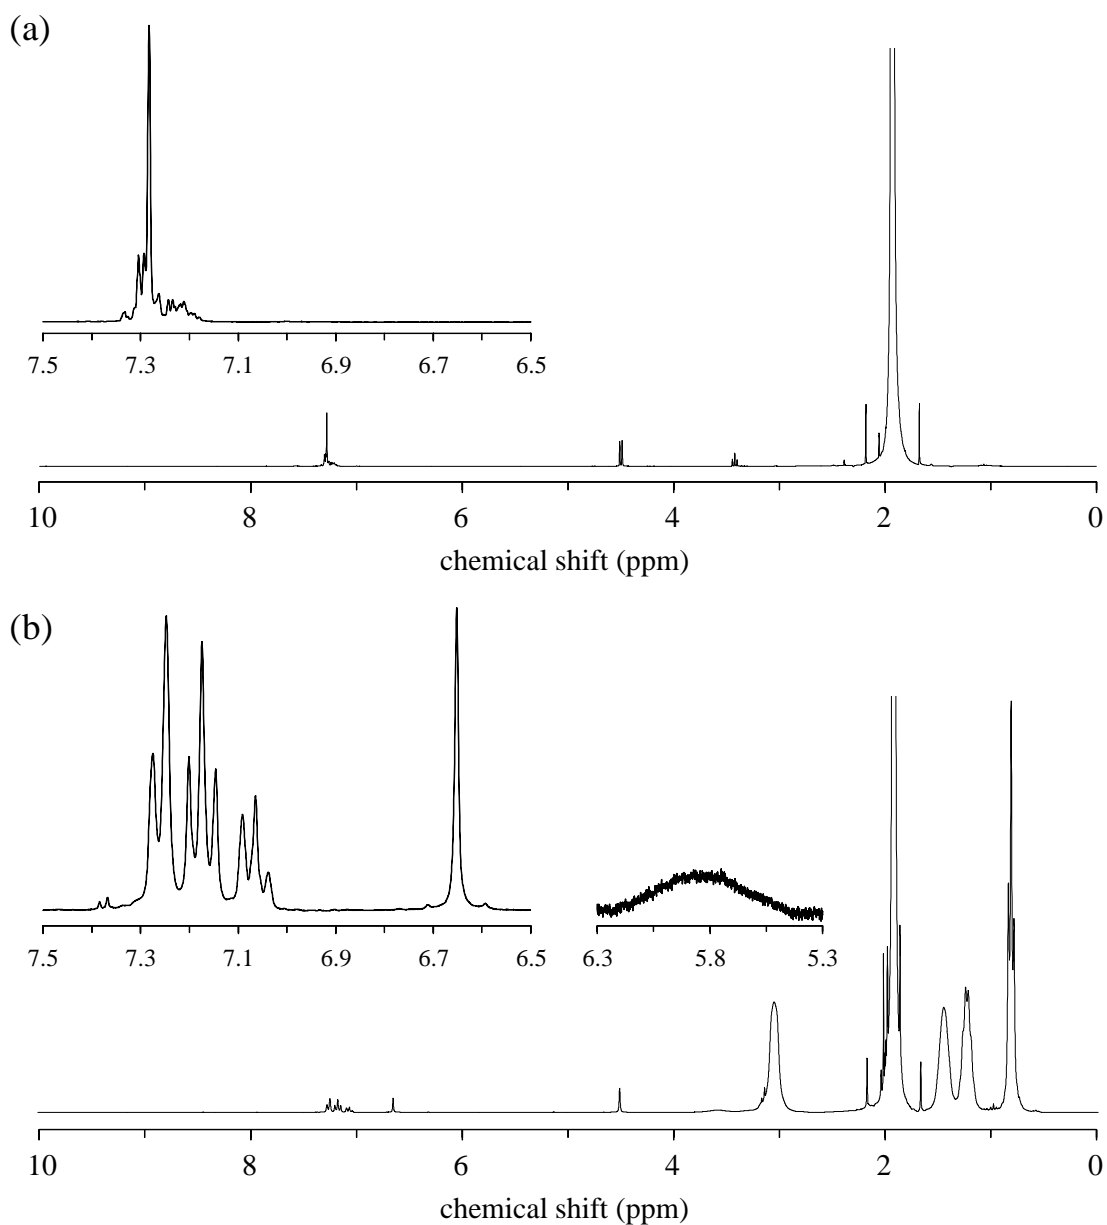 (a)
7.5 7.3 7.1 6.9 6.7 6.5
10 8 6 4 2 0
chemical shift (ppm)
(b)
7.5 7.3 7.1 6.9 6.7 6.5 6.3 5.8 5.3
10 8 6 4 2 0
chemical shift (ppm)